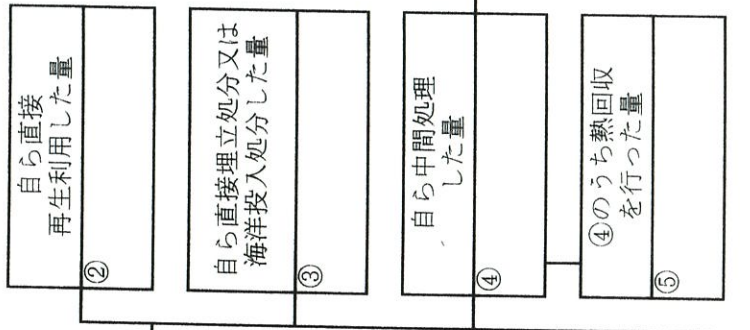 自ら直接
再生利用した量
②
自ら直接埋立処分又は
海洋投入処分した量
③
自ら中間処理
した量
④
④のうち熱回収
を行った量
⑤